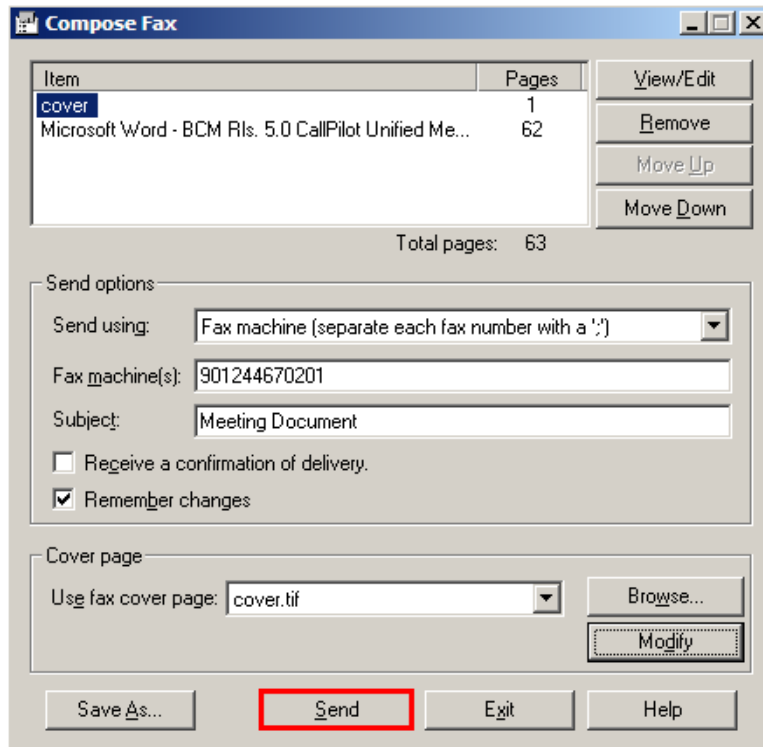 Compose Fax
Item Pages
cover 1
Microsoft Word - BCM Rls. 5.0 CallPilot Unified Me... 62
View/Edit
Remove
Move Up
Move Down
Total pages: 63
Send options
Send using: Fax machine (separate each fax number with a ';')
Fax machine(s): 901244670201
Subject: Meeting Document
Receive a confirmation of delivery.
Remember changes
Cover page
Use fax cover page: cover.tif
Browse...
Modify
Save As... Send Exit Help